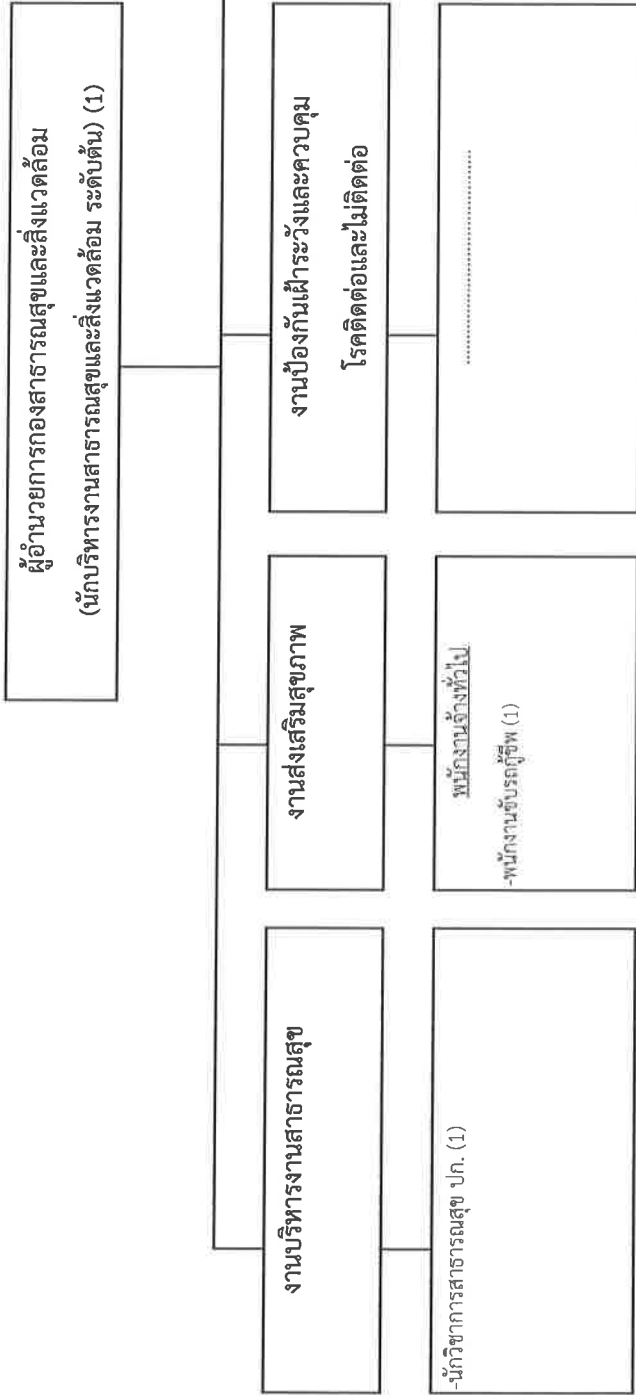 ผู้อำนวยการกองสาธารณสุขและสิ่งแวดล้อม
(นักบริหารงานสาธารณสุขและสิ่งแวดล้อม ระดับต้น) (1)
งานบริหารงานสาธารณสุข
-นักวิชาการสาธารณสุข ปก. (1)
งานส่งเสริมสุขภาพ
พนักงานจ้างทั่วไป
-พนักงานขับรถกู้ชีพ (1)
งานป้องกันเฝ้าระวังและควบคุม
โรคติดต่อและไม่ติดต่อ
........................................